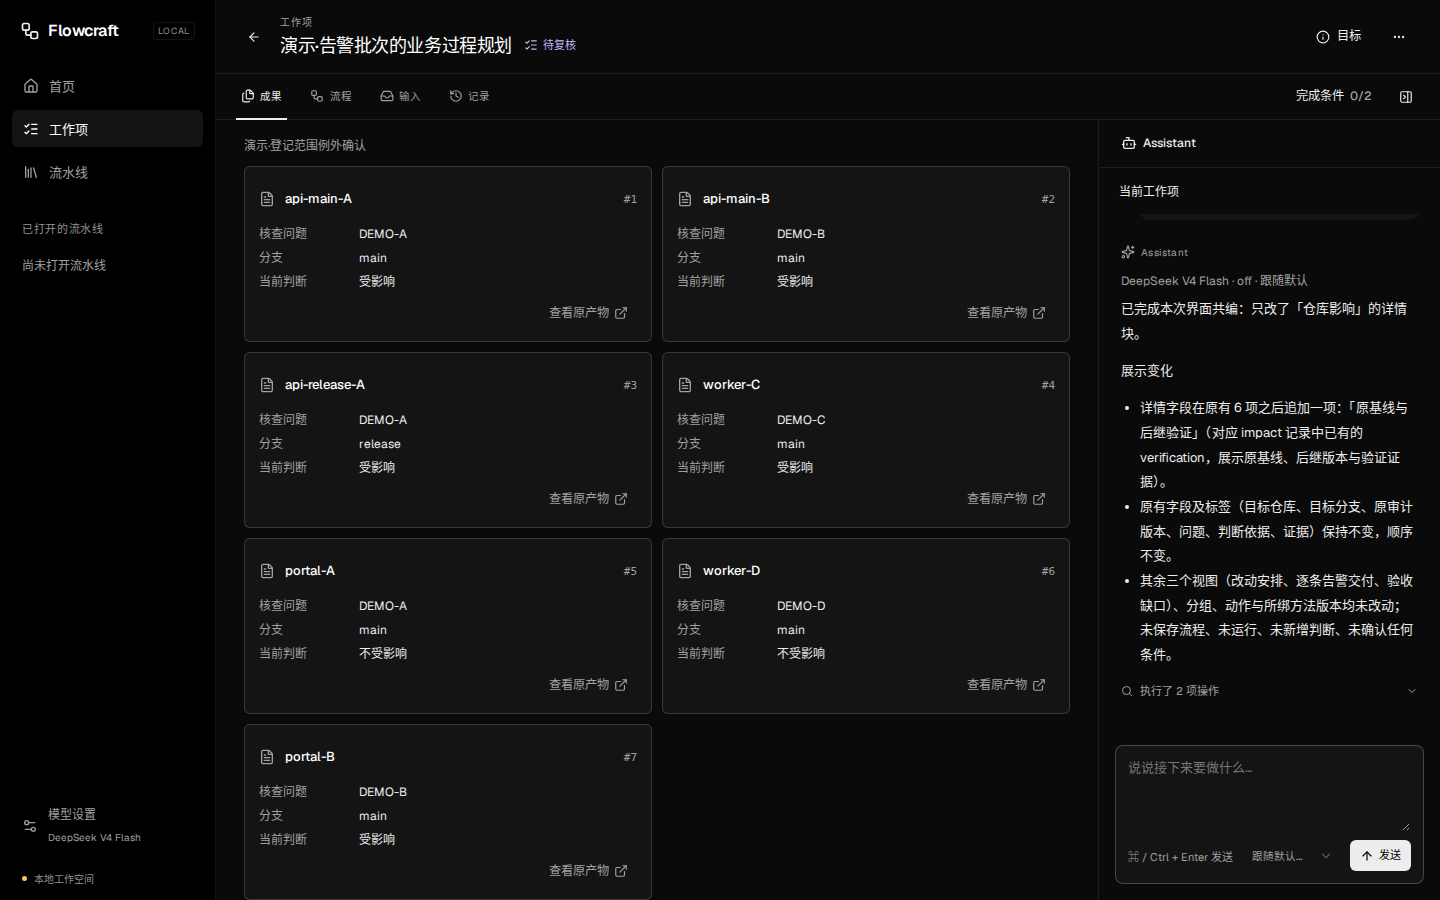 Flowcraft
LOCAL
首页
工作项
流水线
已打开的流水线
尚未打开流水线
模型设置
DeepSeek V4 Flash
本地工作空间
工作项
演示·告警批次的业务过程规划
待复核
目标
成果
流程
输入
记录
完成条件 0/2
演示·登记范围例外确认
api-main-A
#1
核查问题 DEMO-A
分支 main
当前判断 受影响
查看原产物
api-main-B
#2
核查问题 DEMO-B
分支 main
当前判断 受影响
查看原产物
api-release-A
#3
核查问题 DEMO-A
分支 release
当前判断 受影响
查看原产物
worker-C
#4
核查问题 DEMO-C
分支 main
当前判断 受影响
查看原产物
portal-A
#5
核查问题 DEMO-A
分支 main
当前判断 不受影响
查看原产物
worker-D
#6
核查问题 DEMO-D
分支 main
当前判断 不受影响
查看原产物
portal-B
#7
核查问题 DEMO-B
分支 main
当前判断 受影响
查看原产物
Assistant
当前工作项
Assistant
DeepSeek V4 Flash · off · 跟随默认
已完成本次界面共编：只改了「仓库影响」的详情
块。
展示变化
• 详情字段在原有 6 项之后追加一项：「原基线与
后继验证」（对应 impact 记录中已有的
verification，展示原基线、后继版本与验证证
据）。
• 原有字段及标签（目标仓库、目标分支、原审计
版本、问题、判断依据、证据）保持不变，顺序
不变。
• 其余三个视图（改动安排、逐条告警交付、验收
缺口）、分组、动作与所绑方法版本均未改动；
未保存流程、未运行、未新增判断、未确认任何
条件。
执行了 2 项操作
说说接下来要做什么...
⌘ / Ctrl + Enter 发送
跟随默认...
发送